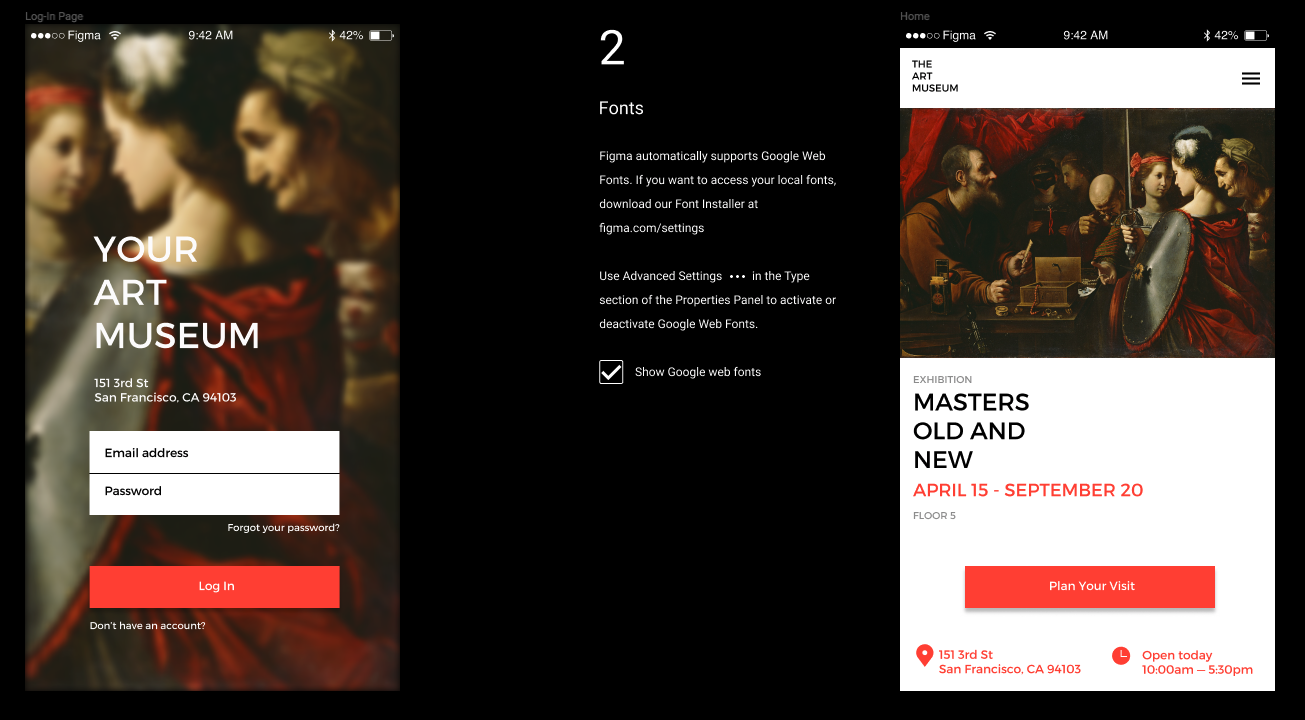 Log-In Page
Figma 9:42 AM 42%
YOUR
ART
MUSEUM
151 3rd St
San Francisco, CA 94103
Email address
Password
Forgot your password?
Log In
Don't have an account?
2
Fonts
Figma automatically supports Google Web
Fonts. If you want to access your local fonts,
download our Font Installer at
figma.com/settings
Use Advanced Settings ••• in the Type
section of the Properties Panel to activate or
deactivate Google Web Fonts.
Show Google web fonts
Home
Figma 9:42 AM 42%
THE
ART
MUSEUM
EXHIBITION
MASTERS
OLD AND
NEW
APRIL 15 - SEPTEMBER 20
FLOOR 5
Plan Your Visit
151 3rd St
San Francisco, CA 94103
Open today
10:00am — 5:30pm